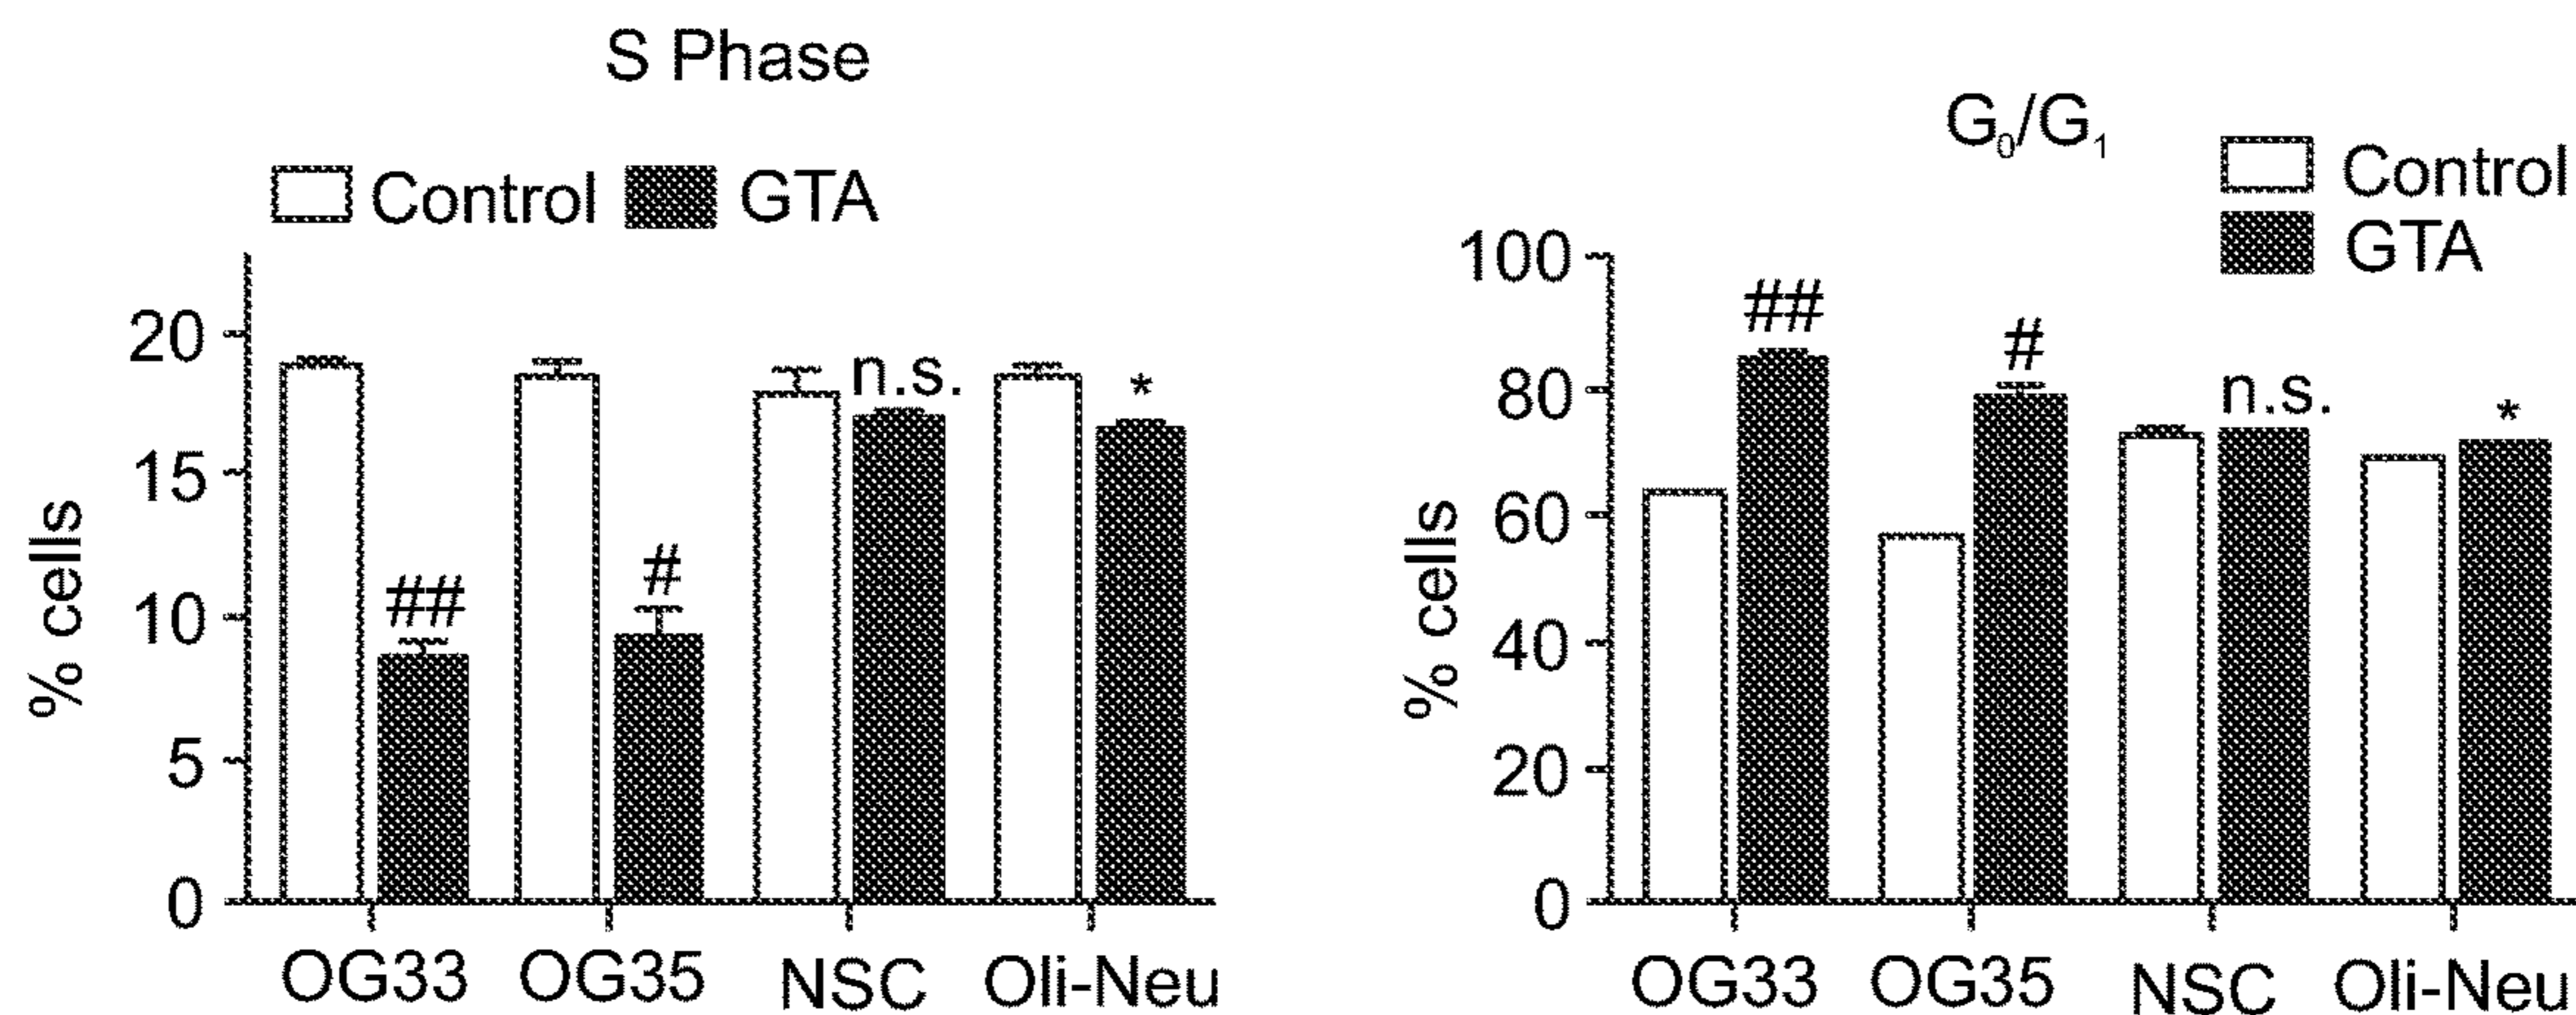 S Phase
Control GTA
% cells
20
15
10
5
0
## # n.s. *
OG33 OG35 NSC Oli-Neu
G₀/G₁
Control
GTA
% cells
100
80
60
40
20
0
## # n.s. *
OG33 OG35 NSC Oli-Neu